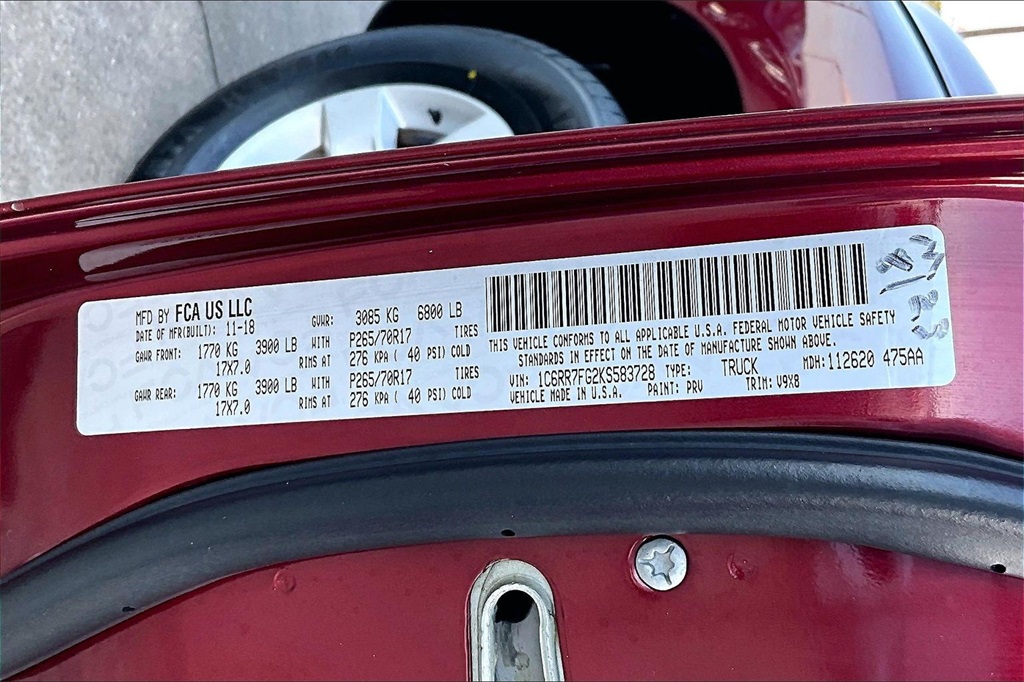 MFD BY FCA US LLC
DATE OF MFR(BUILT): 11-18 GVWR: 3085 KG 6800 LB
GAWR FRONT: 1770 KG 3900 LB WITH P265/70R17 TIRES
17X7.0 RIMS AT 276 KPA ( 40 PSI) COLD
GAWR REAR: 1770 KG 3900 LB WITH P265/70R17 TIRES
17X7.0 RIMS AT 276 KPA ( 40 PSI) COLD
THIS VEHICLE CONFORMS TO ALL APPLICABLE U.S.A. FEDERAL MOTOR VEHICLE SAFETY
STANDARDS IN EFFECT ON THE DATE OF MANUFACTURE SHOWN ABOVE.
VIN: 1C6RR7FG2KS583728 TYPE: TRUCK MDH: 112620 475AA
VEHICLE MADE IN U.S.A. PAINT: PRV TRIM: V9X8